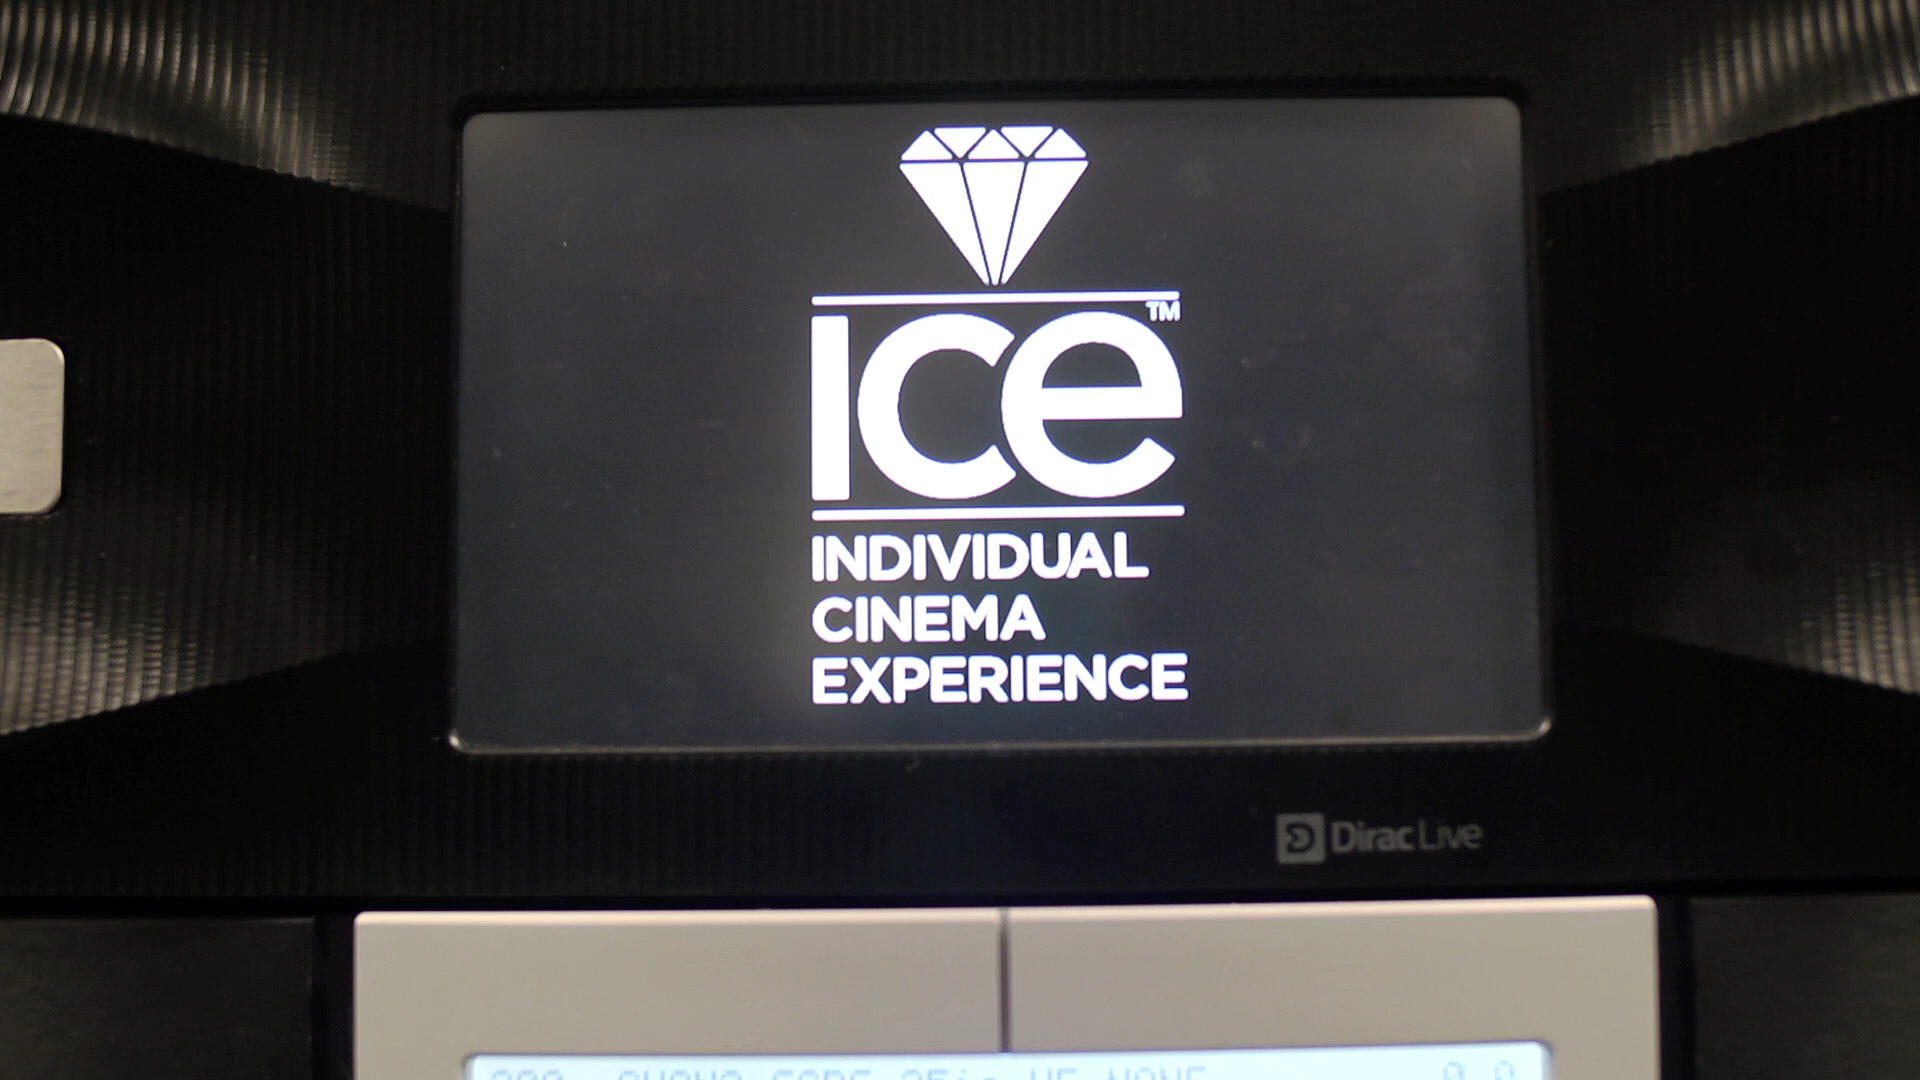 ice™
INDIVIDUAL
CINEMA
EXPERIENCE
Dirac Live